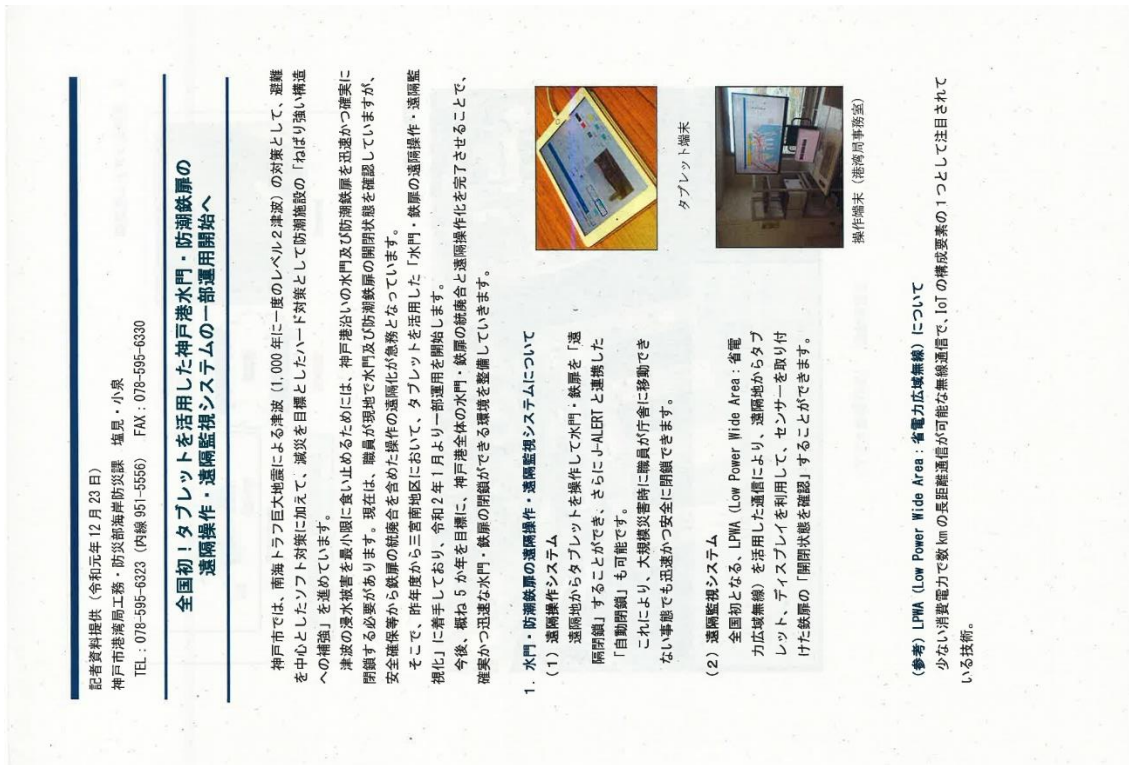 記者資料提供（令和元年12月23日）
神戸市港湾局工務・防災部海岸防災課　塩見・小泉
TEL：078-595-6323（内線951-5556）　FAX：078-595-6330
全国初！タブレットを活用した神戸港水門・防潮鉄扉の
遠隔操作・遠隔監視システムの一部運用開始へ
神戸市では、南海トラフ巨大地震による津波（1,000年に一度のレベル2津波）の対策として、避難
を中心としたソフト対策に加えて、減災を目標としたハード対策として防潮施設の「ねばり強い構造
への補強」を進めています。
津波の浸水被害を最小限に食い止めるためには、神戸港沿いの水門及び防潮鉄扉を迅速かつ確実に
閉鎖する必要があります。現在は、職員が現地で水門及び防潮鉄扉の開閉状態を確認していますが、
安全確保等から鉄扉の統廃合を含めた操作の遠隔化が急務となっています。
そこで、昨年度から三宮南地区において、タブレットを活用した「水門・鉄扉の遠隔操作・遠隔監
視化」に着手しており、令和2年1月より一部運用を開始します。
今後、概ね5か年を目標に、神戸港全体の水門・鉄扉の統廃合と遠隔操作化を完了させることで、
確実かつ迅速な水門・鉄扉の閉鎖ができる環境を整備していきます。
1．水門・防潮鉄扉の遠隔操作・遠隔監視システムについて
（1）遠隔操作システム
遠隔地からタブレットを操作して水門・鉄扉を「遠
隔閉鎖」することができ、さらにJ-ALERTと連携した
「自動閉鎖」も可能です。
これにより、大規模災害時に職員が庁舎に移動でき
ない事態でも迅速かつ安全に閉鎖できます。
タブレット端末
（2）遠隔監視システム
全国初となる、LPWA（Low Power Wide Area：省電
力広域無線）を活用した通信により、遠隔地からタブ
レット、ディスプレイを利用して、センサーを取り付
けた鉄扉の「開閉状態を確認」することができます。
操作端末（港湾局事務室）
（参考）LPWA（Low Power Wide Area：省電力広域無線）について
少ない消費電力で数kmの長距離通信が可能な無線通信で、IoTの構成要素の1つとして注目されて
いる技術。